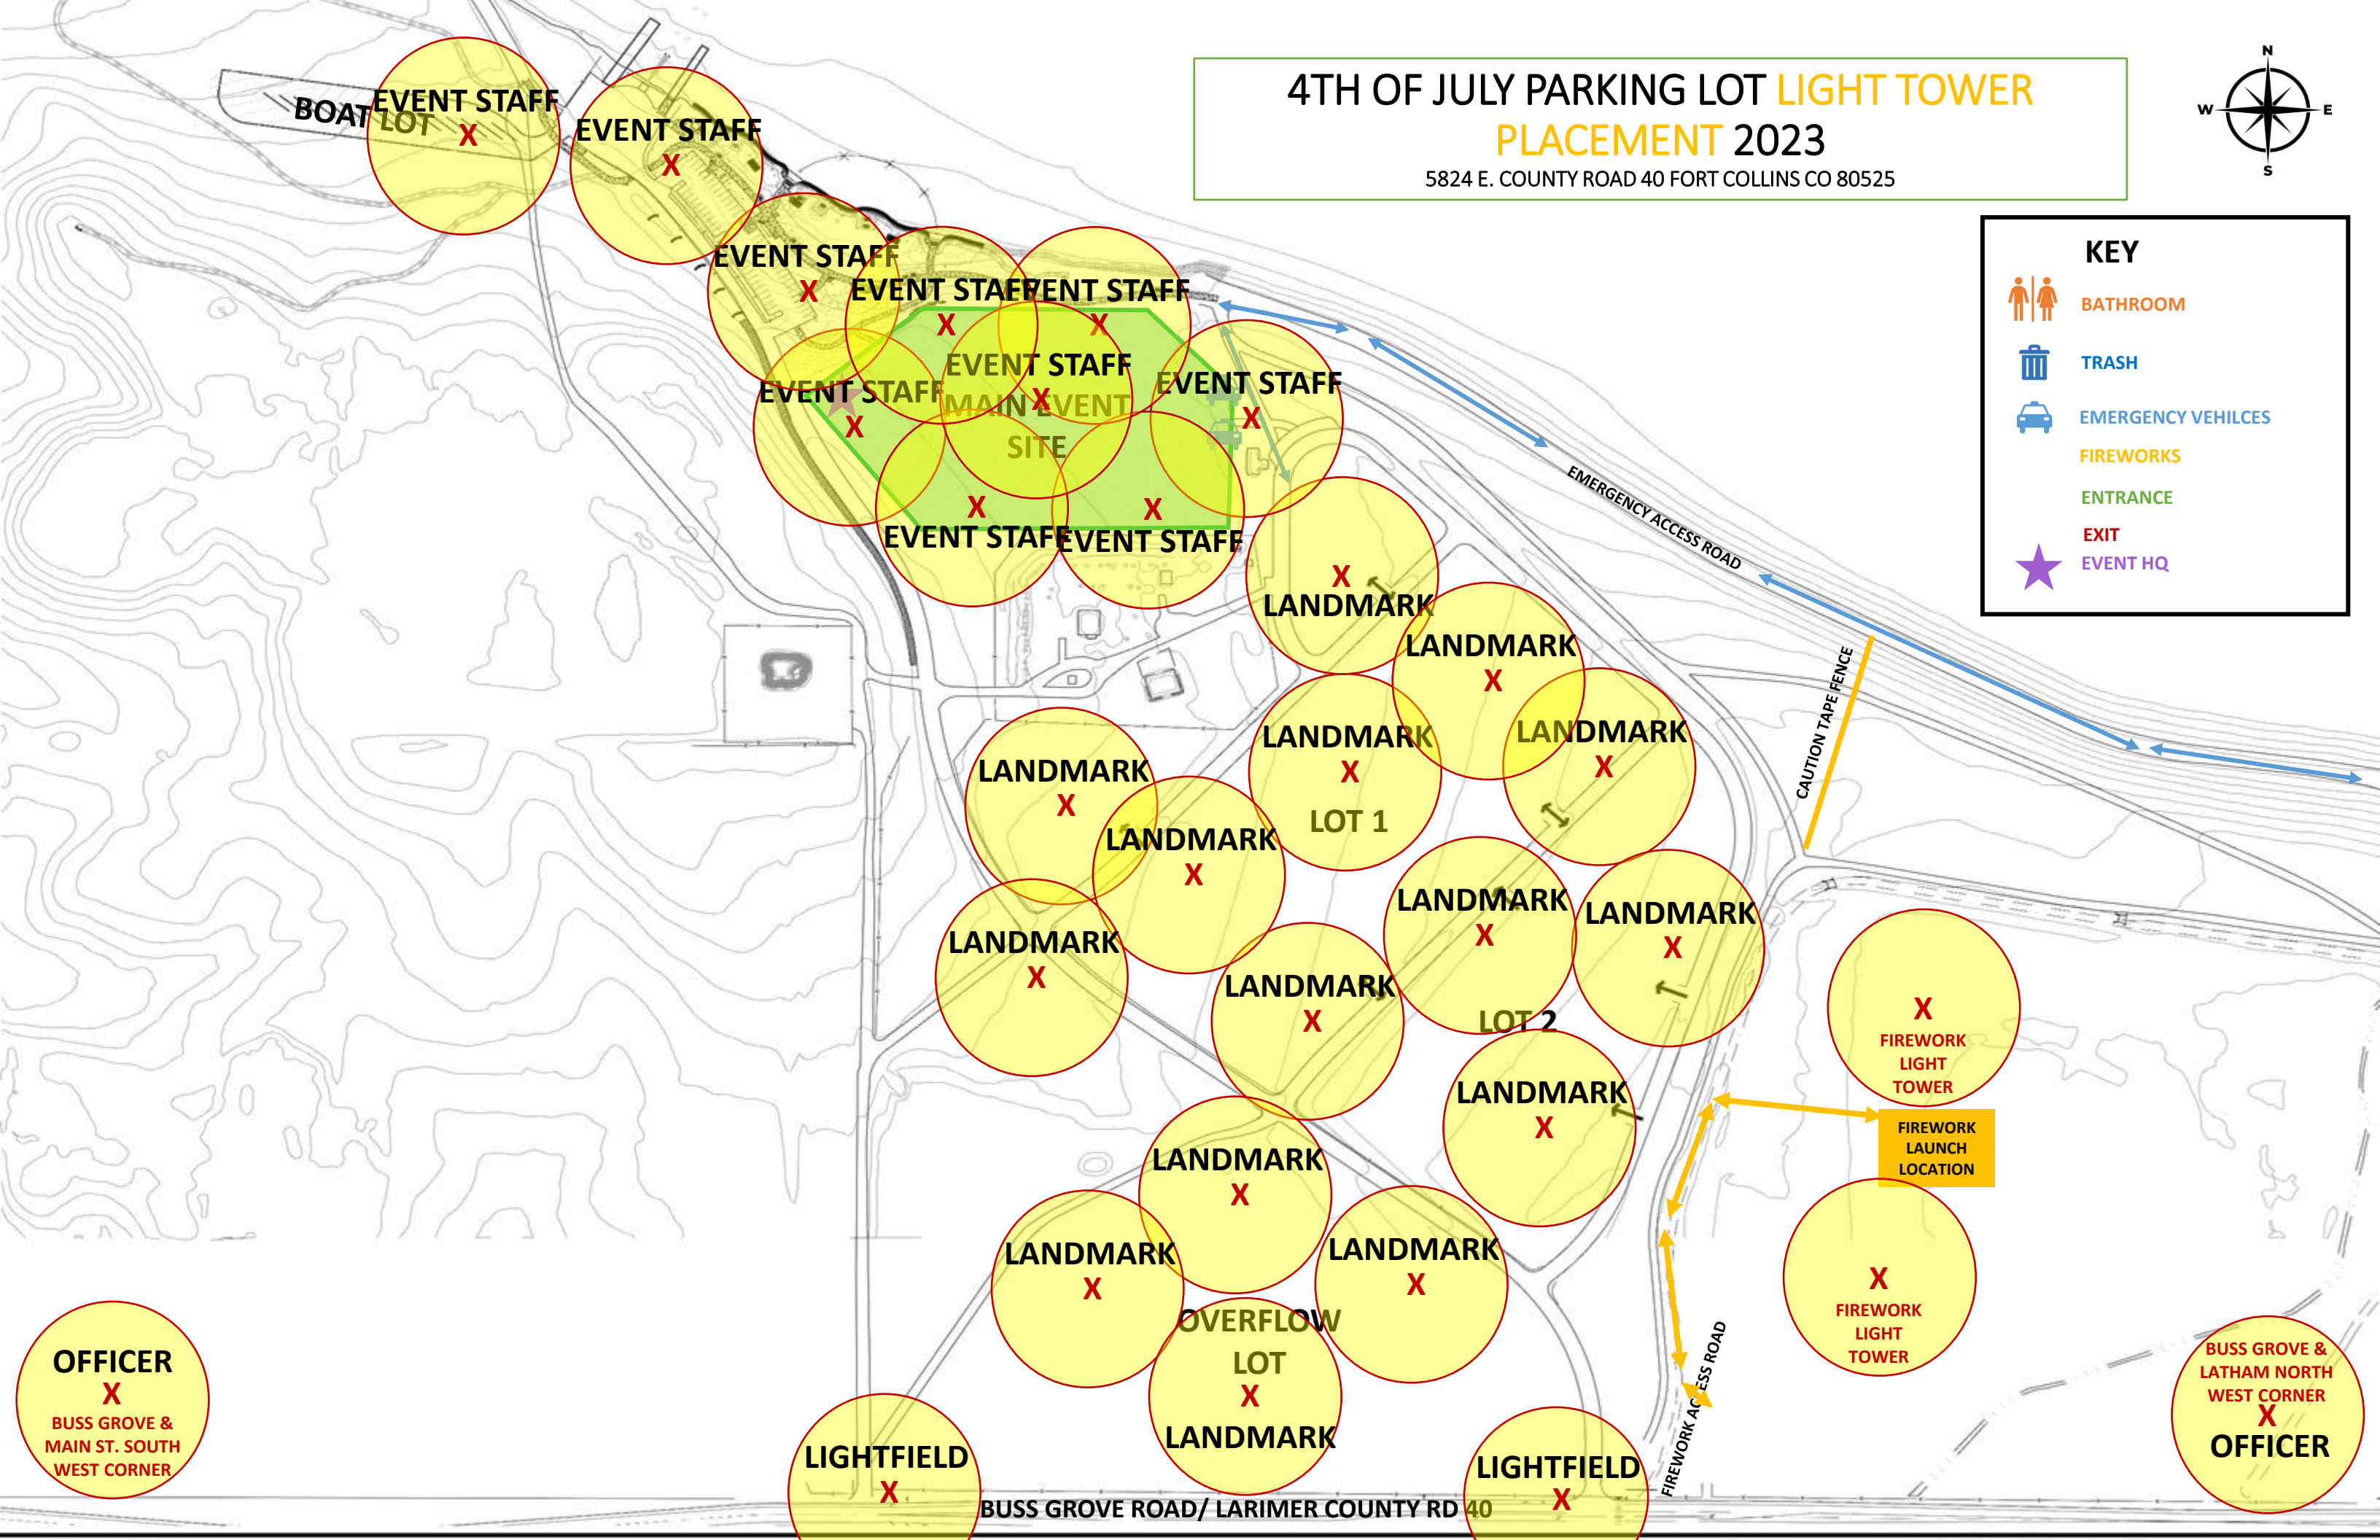 4TH OF JULY PARKING LOT LIGHT TOWER
PLACEMENT 2023
5824 E. COUNTY ROAD 40 FORT COLLINS CO 80525
N
W
E
S
KEY
BATHROOM
TRASH
EMERGENCY VEHILCES
FIREWORKS
ENTRANCE
EXIT
EVENT HQ
BOAT LOT
EVENT STAFF
X
EVENT STAFF
X
EVENT STAFF
X
EVENT STAFF
X
EVENT STAFF
X
EVENT STAFF
X
MAIN EVENT
SITE
EVENT STAFF
X
EVENT STAFF
X
X
EVENT STAFF
X
EVENT STAFF
EMERGENCY ACCESS ROAD
CAUTION TAPE FENCE
X
LANDMARK
LANDMARK
X
LANDMARK
X
LANDMARK
X
LOT 1
LANDMARK
X
LANDMARK
X
LANDMARK
X
LANDMARK
X
LANDMARK
X
LANDMARK
X
LOT 2
LANDMARK
X
X
FIREWORK
LIGHT
TOWER
FIREWORK
LAUNCH
LOCATION
X
FIREWORK
LIGHT
TOWER
LANDMARK
X
LANDMARK
X
LANDMARK
X
OVERFLOW
LOT
X
LANDMARK
OFFICER
X
BUSS GROVE &
MAIN ST. SOUTH
WEST CORNER
LIGHTFIELD
X
LIGHTFIELD
X
FIREWORK ACCESS ROAD
BUSS GROVE &
LATHAM NORTH
WEST CORNER
X
OFFICER
BUSS GROVE ROAD/ LARIMER COUNTY RD 40